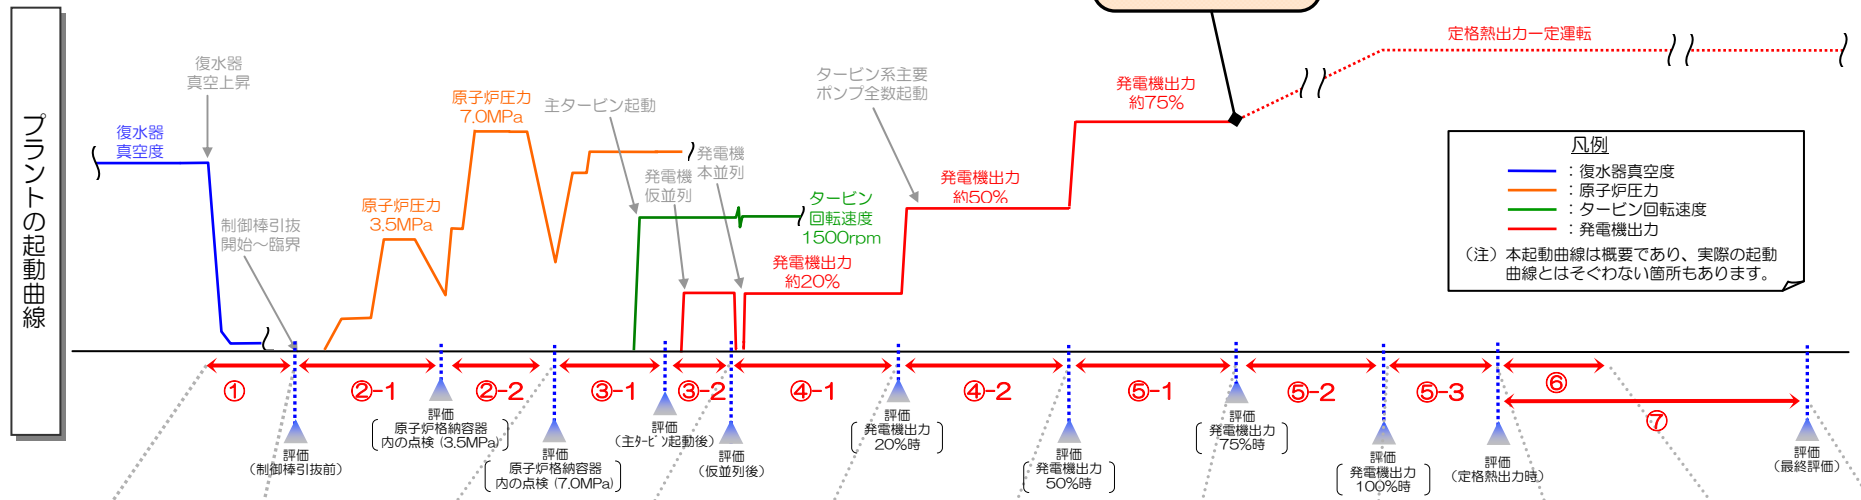 プラントの起動曲線
復水器
真空上昇
復水器
真空度
制御棒引抜
開始～臨界
原子炉圧力
3.5MPa
原子炉圧力
7.0MPa
主タービン起動
発電機
仮並列
発電機
本並列
タービン
回転速度
1500rpm
発電機出力
約20%
タービン系主要
ポンプ全数起動
発電機出力
約50%
発電機出力
約75%
定格熱出力一定運転
凡例
：復水器真空度
：原子炉圧力
：タービン回転速度
：発電機出力
（注）本起動曲線は概要であり、実際の起動
曲線とはそぐわない箇所もあります。
①
②-1
②-2
③-1
③-2
④-1
④-2
⑤-1
⑤-2
⑤-3
⑥
⑦
評価
（制御棒引抜前）
評価
原子炉格納容器
内の点検（3.5MPa）
評価
原子炉格納容器
内の点検（7.0MPa）
評価
（主タービン起動後）
評価
（仮並列後）
評価
発電機出力
20%時
評価
発電機出力
50%時
評価
発電機出力
75%時
評価
発電機出力
100%時
評価
（定格熱出力時）
評価
（最終評価）